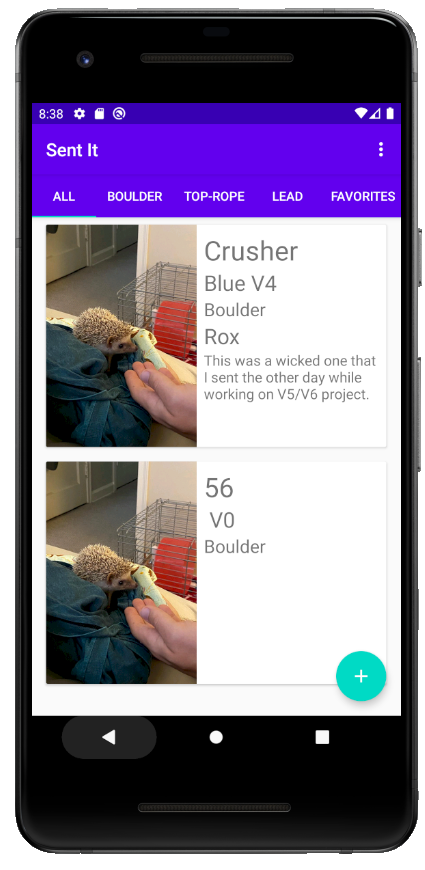 8:38
Sent It
ALL BOULDER TOP-ROPE LEAD FAVORITES
Crusher
Blue V4
Boulder
Rox
This was a wicked one that
I sent the other day while
working on V5/V6 project.
56
V0
Boulder